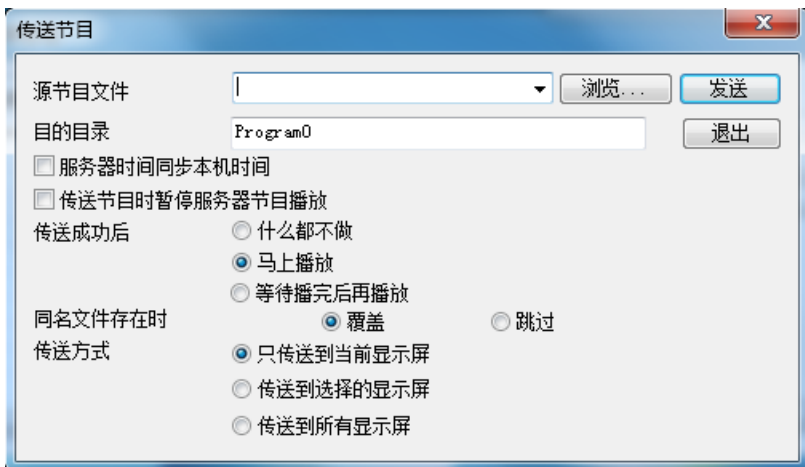 传送节目
源节目文件 浏览... 发送
目的目录 Program0 退出
服务器时间同步本机时间
传送节目时暂停服务器节目播放
传送成功后 什么都不做
马上播放
等待播完后再播放
同名文件存在时 覆盖 跳过
传送方式 只传送到当前显示屏
传送到选择的显示屏
传送到所有显示屏